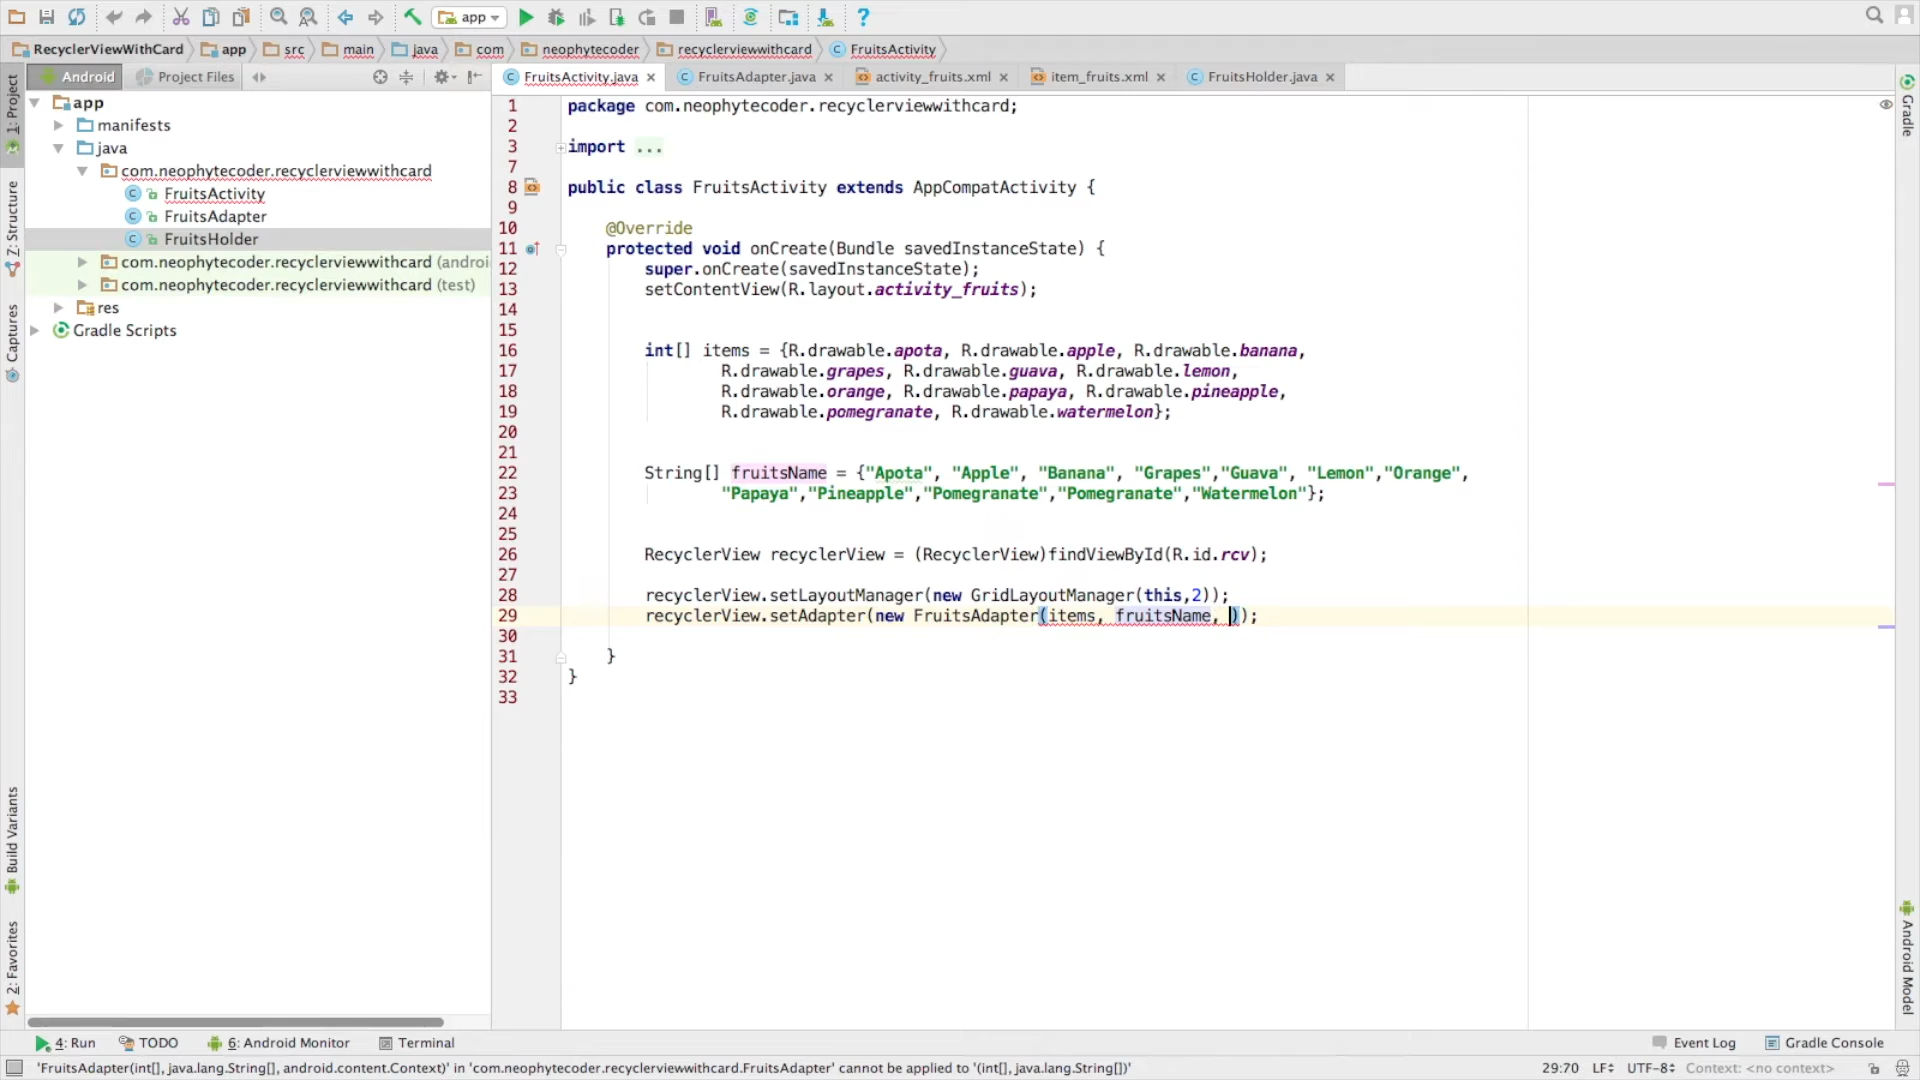 app
RecyclerViewWithCard app src main java com neophytecoder recyclerviewwithcard FruitsActivity
Android Project Files
FruitsActivity.java FruitsAdapter.java activity_fruits.xml item_fruits.xml FruitsHolder.java
1: Project
Z: Structure
Captures
Build Variants
2: Favorites
app
manifests
java
com.neophytecoder.recyclerviewwithcard
FruitsActivity
FruitsAdapter
FruitsHolder
com.neophytecoder.recyclerviewwithcard (androi
com.neophytecoder.recyclerviewwithcard (test)
res
Gradle Scripts
1 package com.neophytecoder.recyclerviewwithcard;
2
3 import ...
7
8 public class FruitsActivity extends AppCompatActivity {
9
10 @Override
11 protected void onCreate(Bundle savedInstanceState) {
12 super.onCreate(savedInstanceState);
13 setContentView(R.layout.activity_fruits);
14
15
16 int[] items = {R.drawable.apota, R.drawable.apple, R.drawable.banana,
17 R.drawable.grapes, R.drawable.guava, R.drawable.lemon,
18 R.drawable.orange, R.drawable.papaya, R.drawable.pineapple,
19 R.drawable.pomegranate, R.drawable.watermelon};
20
21
22 String[] fruitsName = {"Apota", "Apple", "Banana", "Grapes","Guava", "Lemon","Orange",
23 "Papaya","Pineapple","Pomegranate","Pomegranate","Watermelon"};
24
25
26 RecyclerView recyclerView = (RecyclerView)findViewById(R.id.rcv);
27
28 recyclerView.setLayoutManager(new GridLayoutManager(this,2));
29 recyclerView.setAdapter(new FruitsAdapter(items, fruitsName, ));
30
31 }
32 }
33
Gradle
Android Model
4: Run TODO 6: Android Monitor Terminal Event Log Gradle Console
'FruitsAdapter(int[], java.lang.String[], android.content.Context)' in 'com.neophytecoder.recyclerviewwithcard.FruitsAdapter' cannot be applied to '(int[], java.lang.String[])' 29:70 LF UTF-8 Context: <no context>